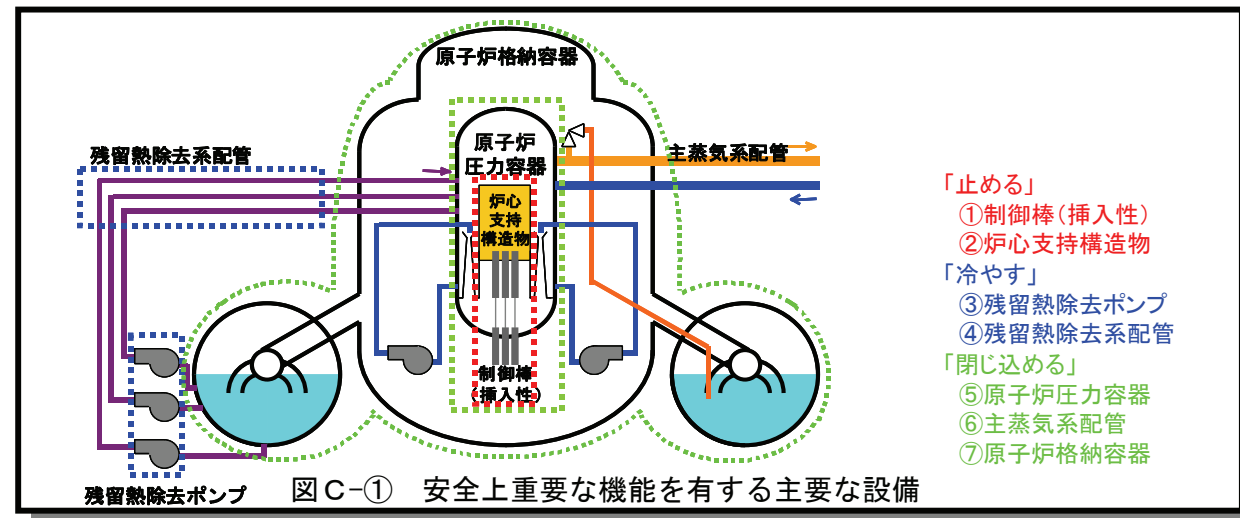 原子炉格納容器
原子炉
圧力容器
残留熱除去系配管
主蒸気系配管
炉心
支持
構造物
制御棒
(挿入性)
残留熱除去ポンプ
「止める」
①制御棒(挿入性)
②炉心支持構造物
「冷やす」
③残留熱除去ポンプ
④残留熱除去系配管
「閉じ込める」
⑤原子炉圧力容器
⑥主蒸気系配管
⑦原子炉格納容器
図C-① 安全上重要な機能を有する主要な設備